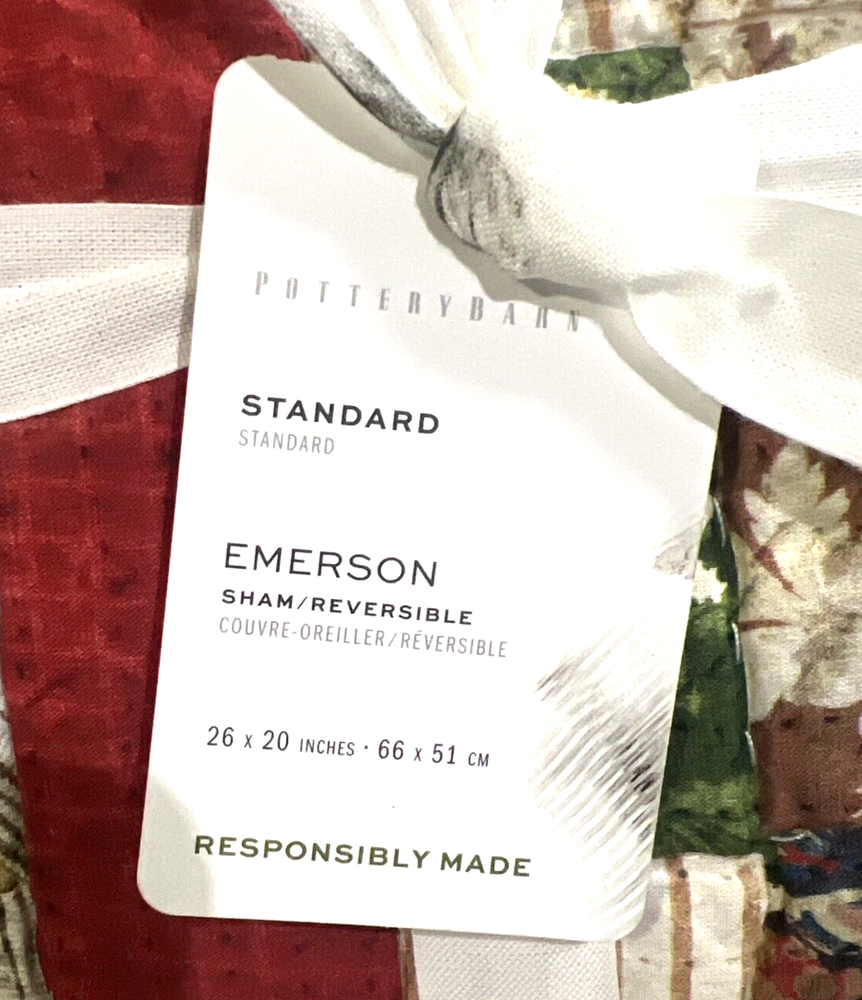 POTTERYBARN
STANDARD
STANDARD
EMERSON
SHAM/REVERSIBLE
COUVRE-OREILLER/RÉVERSIBLE
26 x 20 INCHES · 66 x 51 CM
RESPONSIBLY MADE